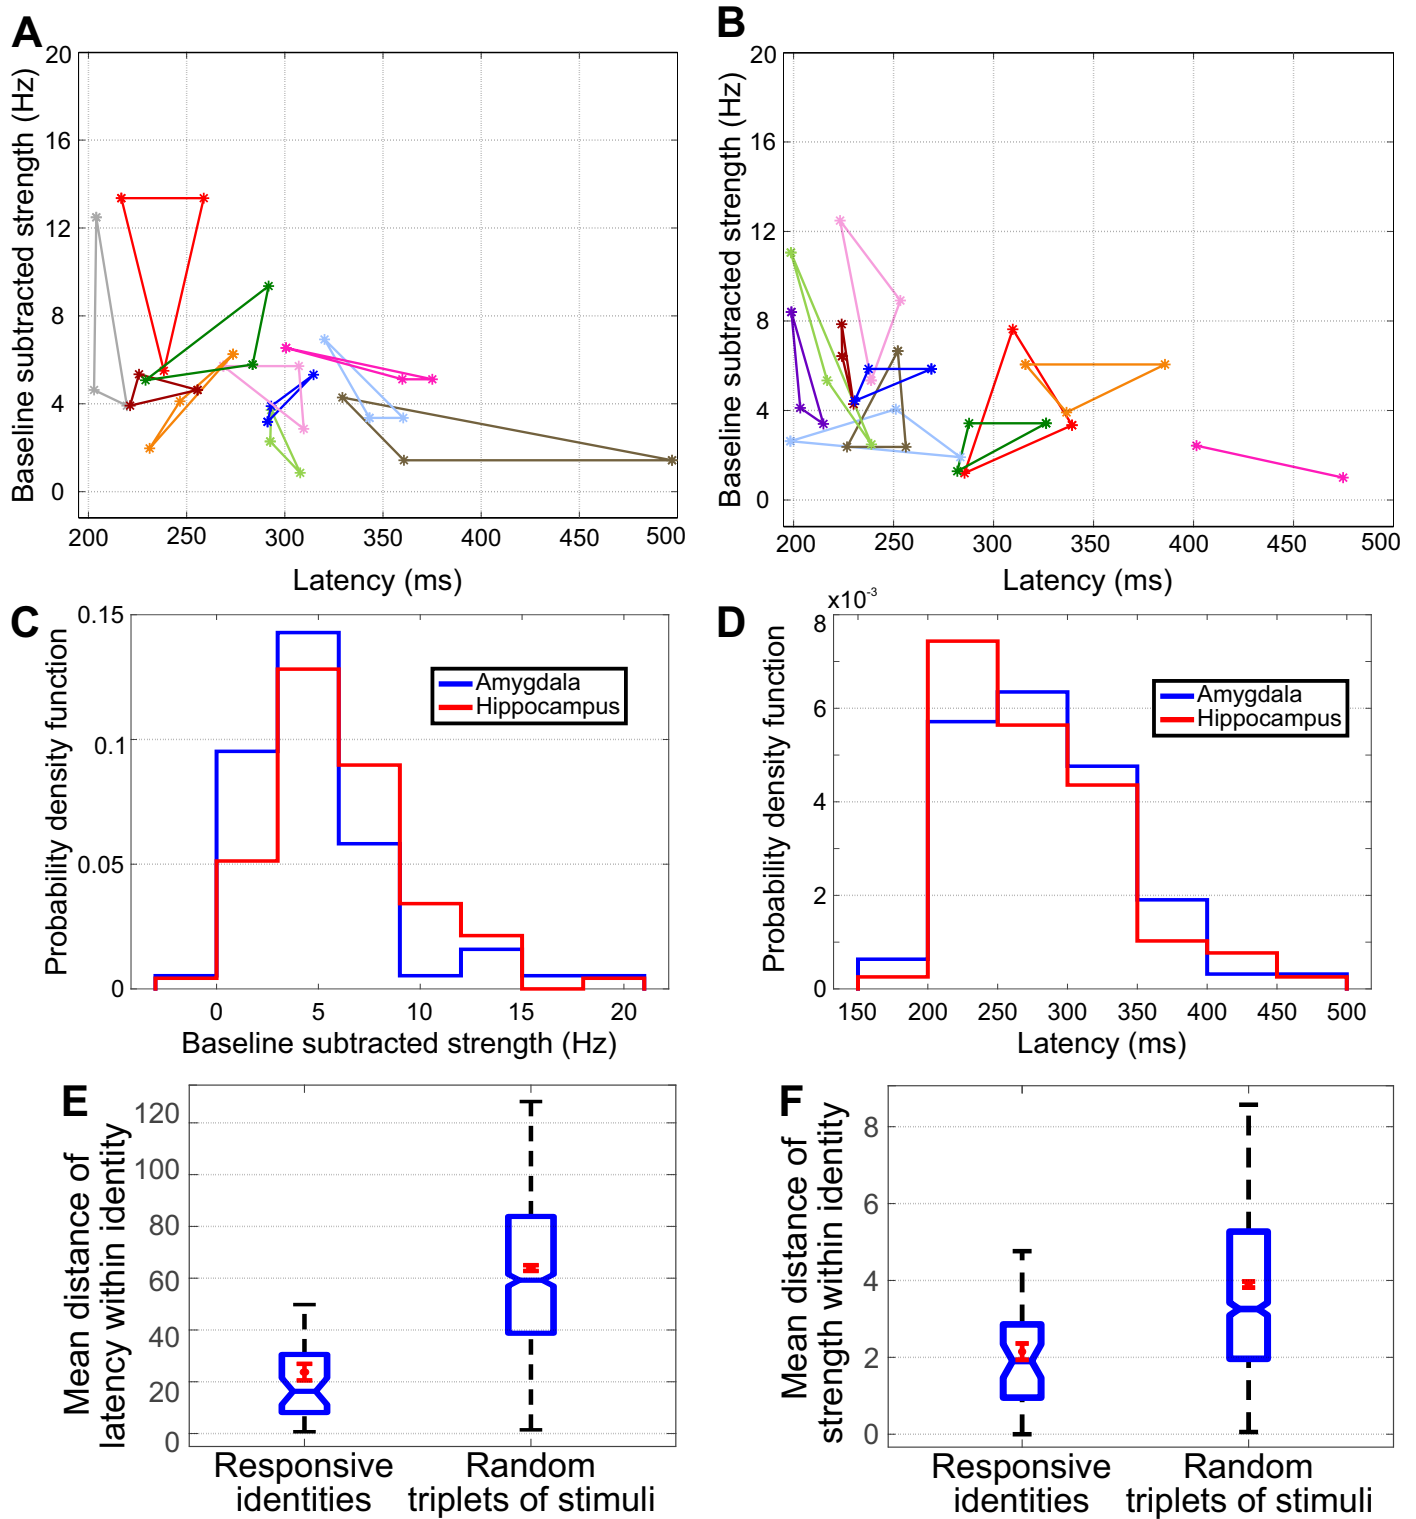 A
Baseline subtracted strength (Hz)
20
16
12
8
4
0
200 250 300 350 400 450 500
Latency (ms)
B
Baseline subtracted strength (Hz)
20
16
12
8
4
0
200 250 300 350 400 450 500
Latency (ms)
C
Probability density function
0.15
0.1
0.05
0
Amygdala
Hippocampus
0 5 10 15 20
Baseline subtracted strength (Hz)
D
x10-3
Probability density function
8
6
4
2
0
Amygdala
Hippocampus
150 200 250 300 350 400 450 500
Latency (ms)
E
Mean distance of
latency within identity
120
100
80
60
40
20
0
Responsive
identities
Random
triplets of stimuli
F
Mean distance of
strength within identity
8
6
4
2
0
Responsive
identities
Random
triplets of stimuli